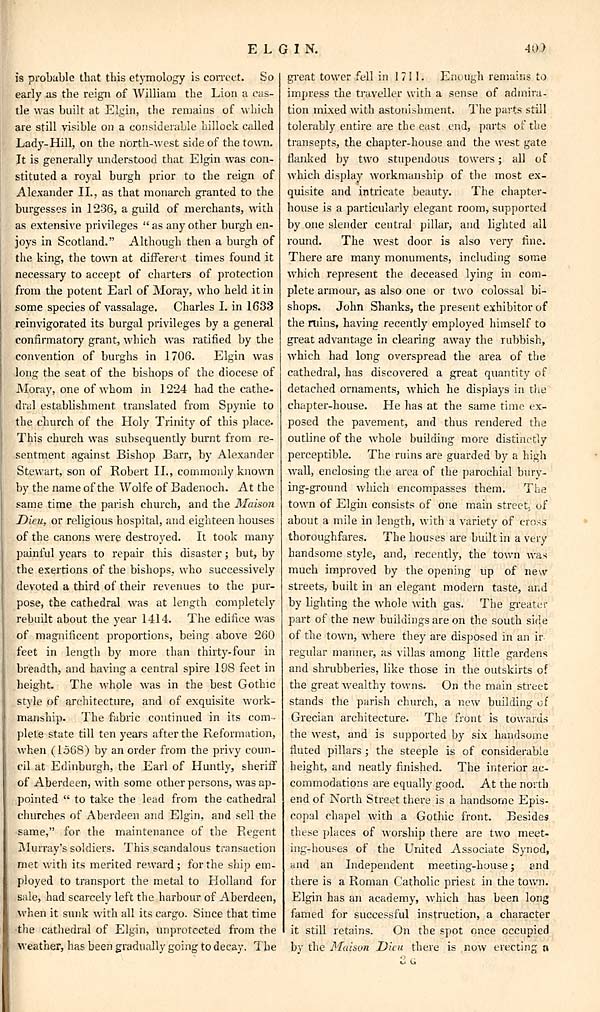 ELGIN.
409
is probable that this etymology is correct. So
early as the reign of William the Lion a cas-
tle was built at Elgin, the remains of which
are still visible on a considerable hillock called
Lady-Hill, on the north-west side of the town.
It is generally understood that Elgin was con-
stituted a royal burgh prior to the reign of
Alexander II., as that monarch granted to the
burgesses in 1236, a guild of merchants, with
as extensive privileges "as any other burgh en-
joys in Scotland." Although then a burgh of
the king, the town at different times found it
necessary to accept of charters of protection
from the potent Earl of Moray, who held it in
some species of vassalage. Charles I. in 1633
reinvigorated its burgal privileges by a general
confirmatory grant, which was ratified by the
convention of burghs in 1706. Elgin was
long the seat of the bishops of the diocese of
Moray, one of whom in 1224 had the cathe-
dral establishment translated from Spynie to
the church of the Holy Trinity of this place.
This church was subsequently burnt from re-
sentment against Bishop Barr, by Alexander
Stewart, son of Robert II., commonly known
by the name of the Wolfe of Badenoch. At the
same time the parish church, and the Maison
Dieu, or religious hospital, and eighteen houses
of the canons were destroyed. It took many
painful years to repair this disaster; but, by
the exertions of the bishops, who successively
devoted a third of their revenues to the pur-
pose, the cathedral was at length completely
rebuilt about the year 1414. The edifice was
of magnificent proportions, being above 260
feet in length by more than thirty-four in
breadth, and having a central spire 198 feet in
height. The whole was in the best Gothic
style of architecture, and of exquisite work-
manship. The fabric continued in its com-
plete state till ten years after the Reformation,
when (1568) by an order from the privy coun-
cil at Edinburgh, the Earl of Huntly, sheriff
of Aberdeen, with some other persons, was ap-
pointed " to take the lead from the cathedral
churches of Aberdeen and Elgin, and sell the
same," for the maintenance of the Regent
Murray's soldiers. This scandalous transaction
met with its merited reward; for the ship em-
ployed to transport the metal to Holland for
sale, had scarcely left the harbour of Aberdeen,
when it sunk with all its cargo. Since that time
the cathedral of Elgin, unprotected from the
weather, has been gradually going to decay. The
great tower fell in 1711. Enough remains to
impress the traveller with a sense of admira-
tion mixed with astonishment. The parts still
tolerably entire are the east end, parts of the
transepts, the chapter-house and the west gate
flanked by two stupendous towers; all of
which display workmanship of the most ex-
quisite and intricate beauty. The chapter-
house is a particularly elegant room, supported
by one slender central pillar, and lighted all
round. The west door is also very fine.
There are many monuments, including some
which represent the deceased lying in com-
plete armour, as also one or two colossal bi-
shops. John Shanks, the present exhibitor of
the ruins, having recently employed himself to
great advantage in clearing away the rubbish,
which had long overspread the area of the
cathedral, has discovered a great quantity of
detached ornaments, which he displays in the
chapter-house. He has at the same time ex-
posed the pavement, and thus rendered the
outline of the whole building more distinctly
perceptible. The ruins are guarded by a high
wall, enclosing the area of the parochial bury-
ing-ground which encompasses them. The
town of Elgin consists of one main street, of
about a mile in length, with a variety of cross
thoroughfares. The houses are built in a very
handsome style, and, recently, the town was
much improved by the opening up of new
streets, built in an elegant modern taste, and
by lighting the whole with gas. The greater
part of the new buildings are on the south side
of the town, where they are disposed in an ir
regular manner, as villas among little gardens
and shrubberies, like those in the outskirts of
the great wealthy towns. On the main street
stands the parish church, a new building of
Grecian architecture. The front is towards
the west, and is supported by six handsome
fluted pillars; the steeple is of considerable
height, and neatly finished. The interior ac-
commodations are equally good. At the north
end of North Street there is a handsome Epis-
copal chapel with a Gothic front. Besides
these places of worship there are two meet-
ing-houses of the United Associate Synod,
and an Independent meeting-house; and
there is a Roman Catholic priest in the town.
Elgin has an academy, which has been long
famed for successful instruction, a character
it still retains. On the spot once occupied
by the Maison Dieu there is now erecting a
3 G